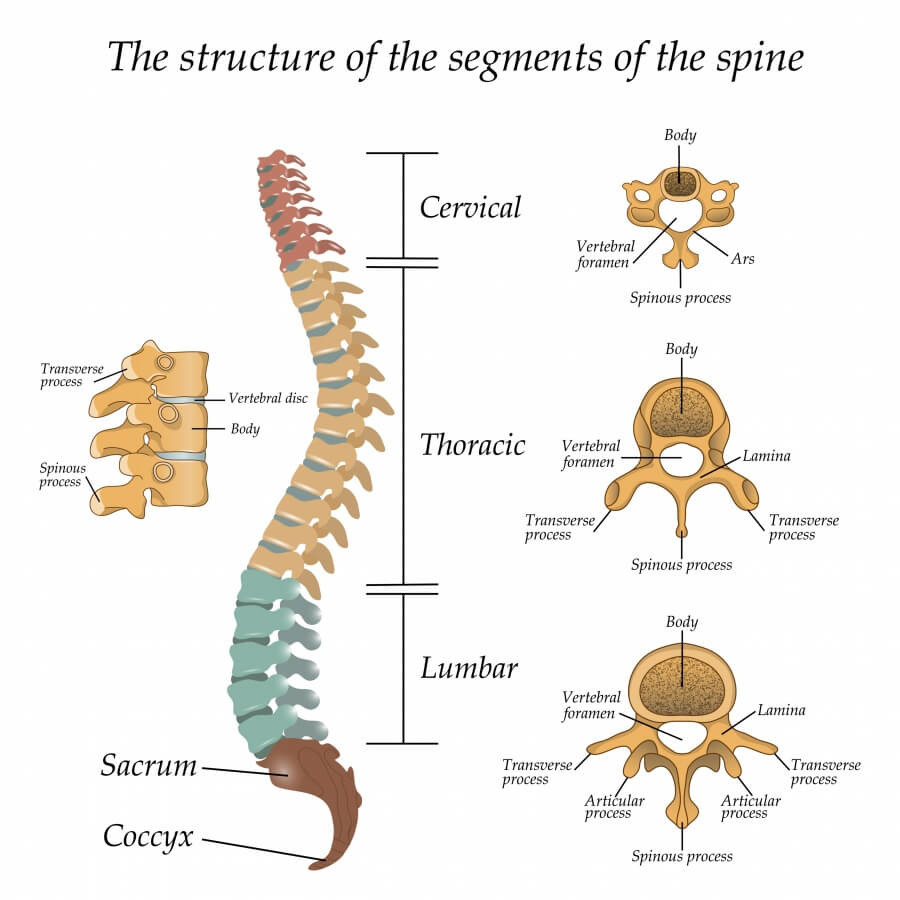 The structure of the segments of the spine
Cervical
Thoracic
Lumbar
Sacrum
Coccyx
Transverse
process
Vertebral disc
Body
Spinous
process
Body
Vertebral
foramen
Ars
Spinous process
Body
Vertebral
foramen
Lamina
Transverse
process
Transverse
process
Spinous process
Body
Vertebral
foramen
Lamina
Transverse
process
Transverse
process
Articular
process
Articular
process
Spinous process